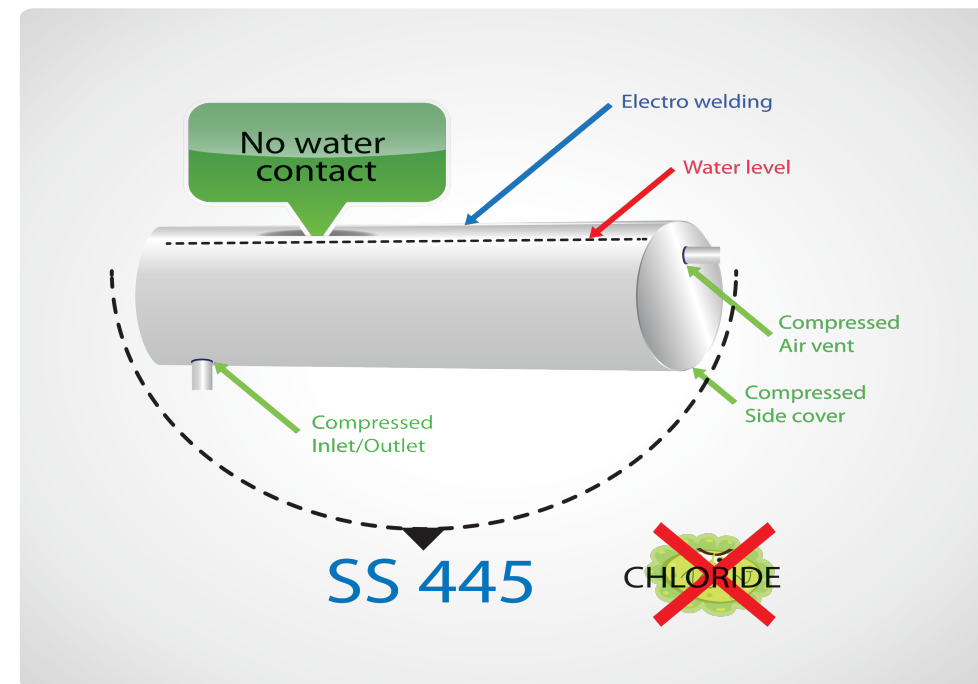 Electro welding
No water
contact
Water level
Compressed
Air vent
Compressed
Side cover
Compressed
Inlet/Outlet
SS 445
CHLORIDE